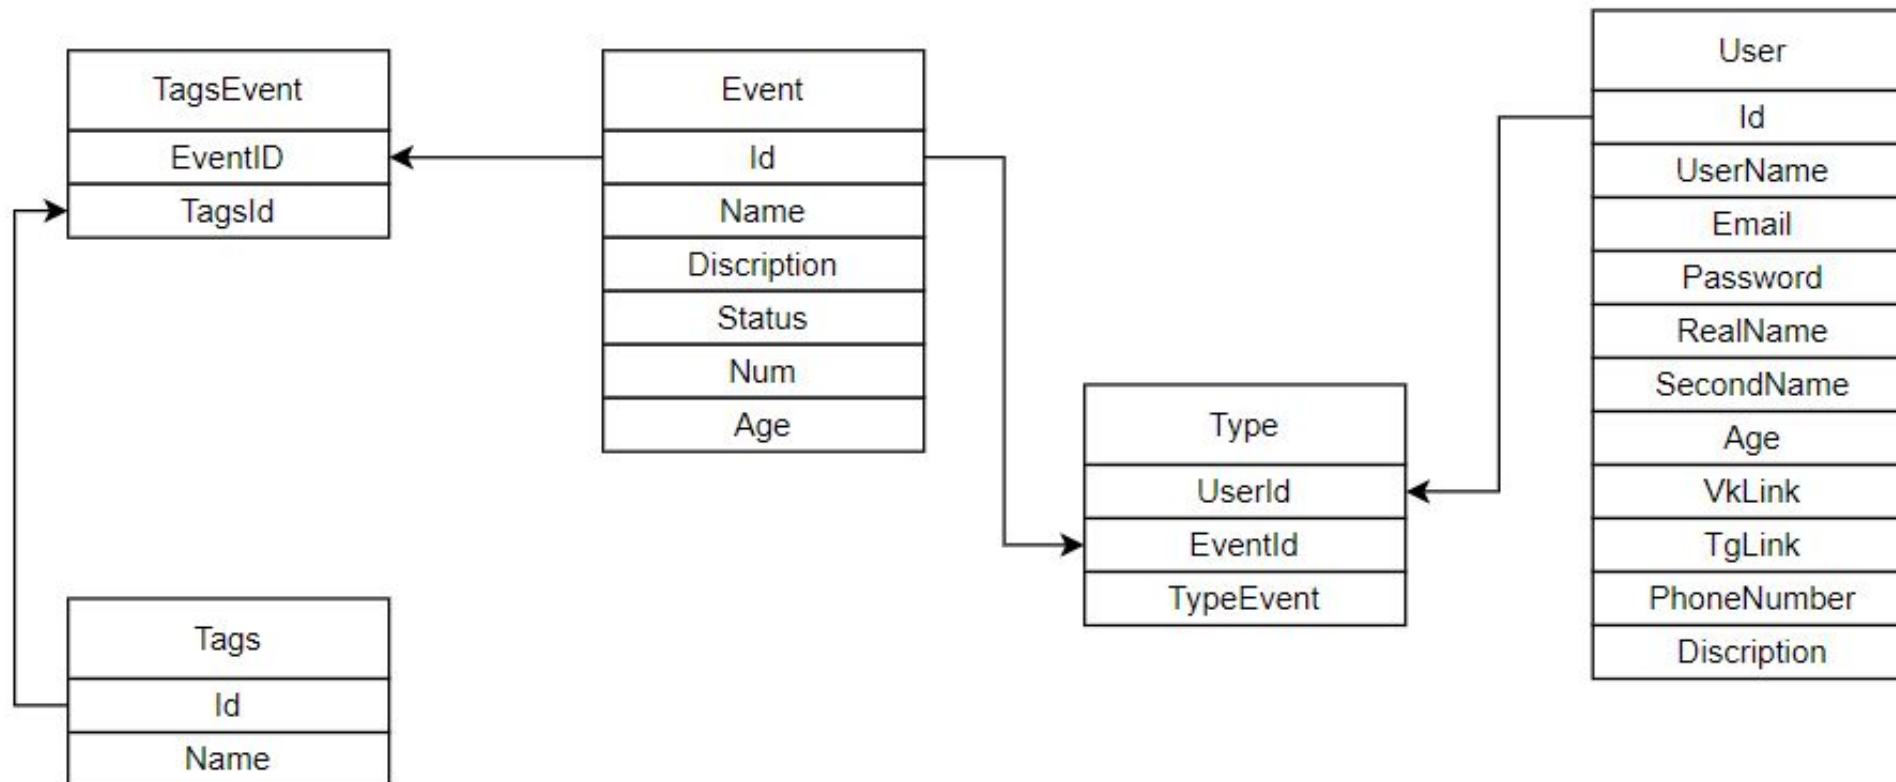 TagsEvent
EventID
TagsId
Event
Id
Name
Discription
Status
Num
Age
User
Id
UserName
Email
Password
RealName
SecondName
Age
VkLink
TgLink
PhoneNumber
Discription
Type
UserId
EventId
TypeEvent
Tags
Id
Name